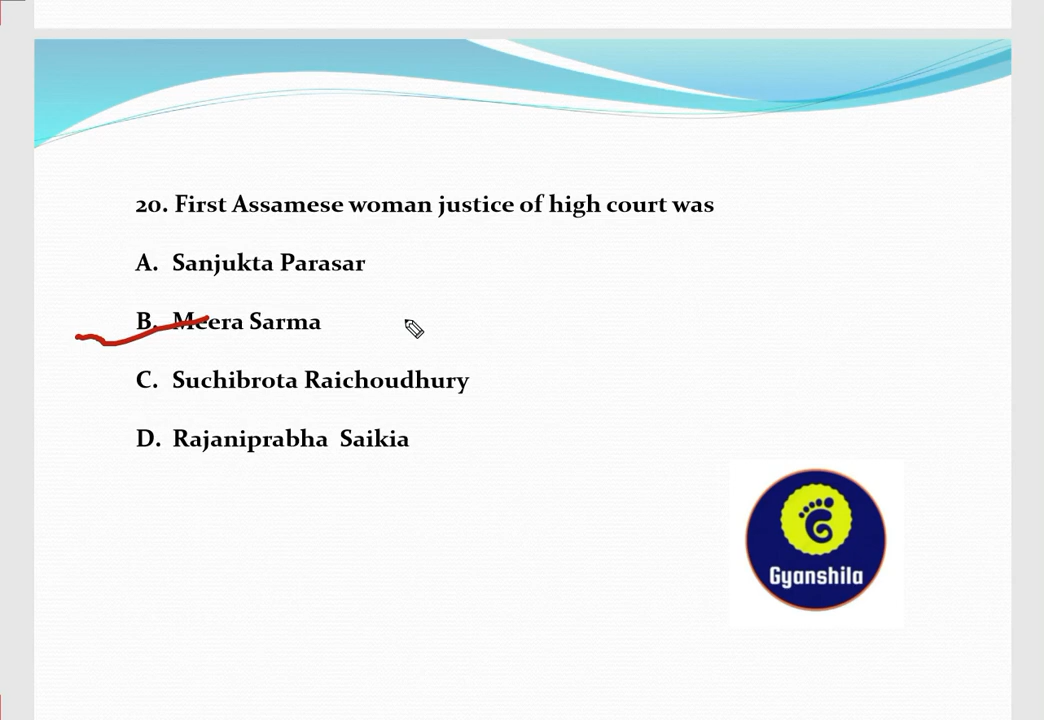 20. First Assamese woman justice of high court was
A. Sanjukta Parasar
B. Meera Sarma
C. Suchibrota Raichoudhury
D. Rajaniprabha Saikia
Gyanshila